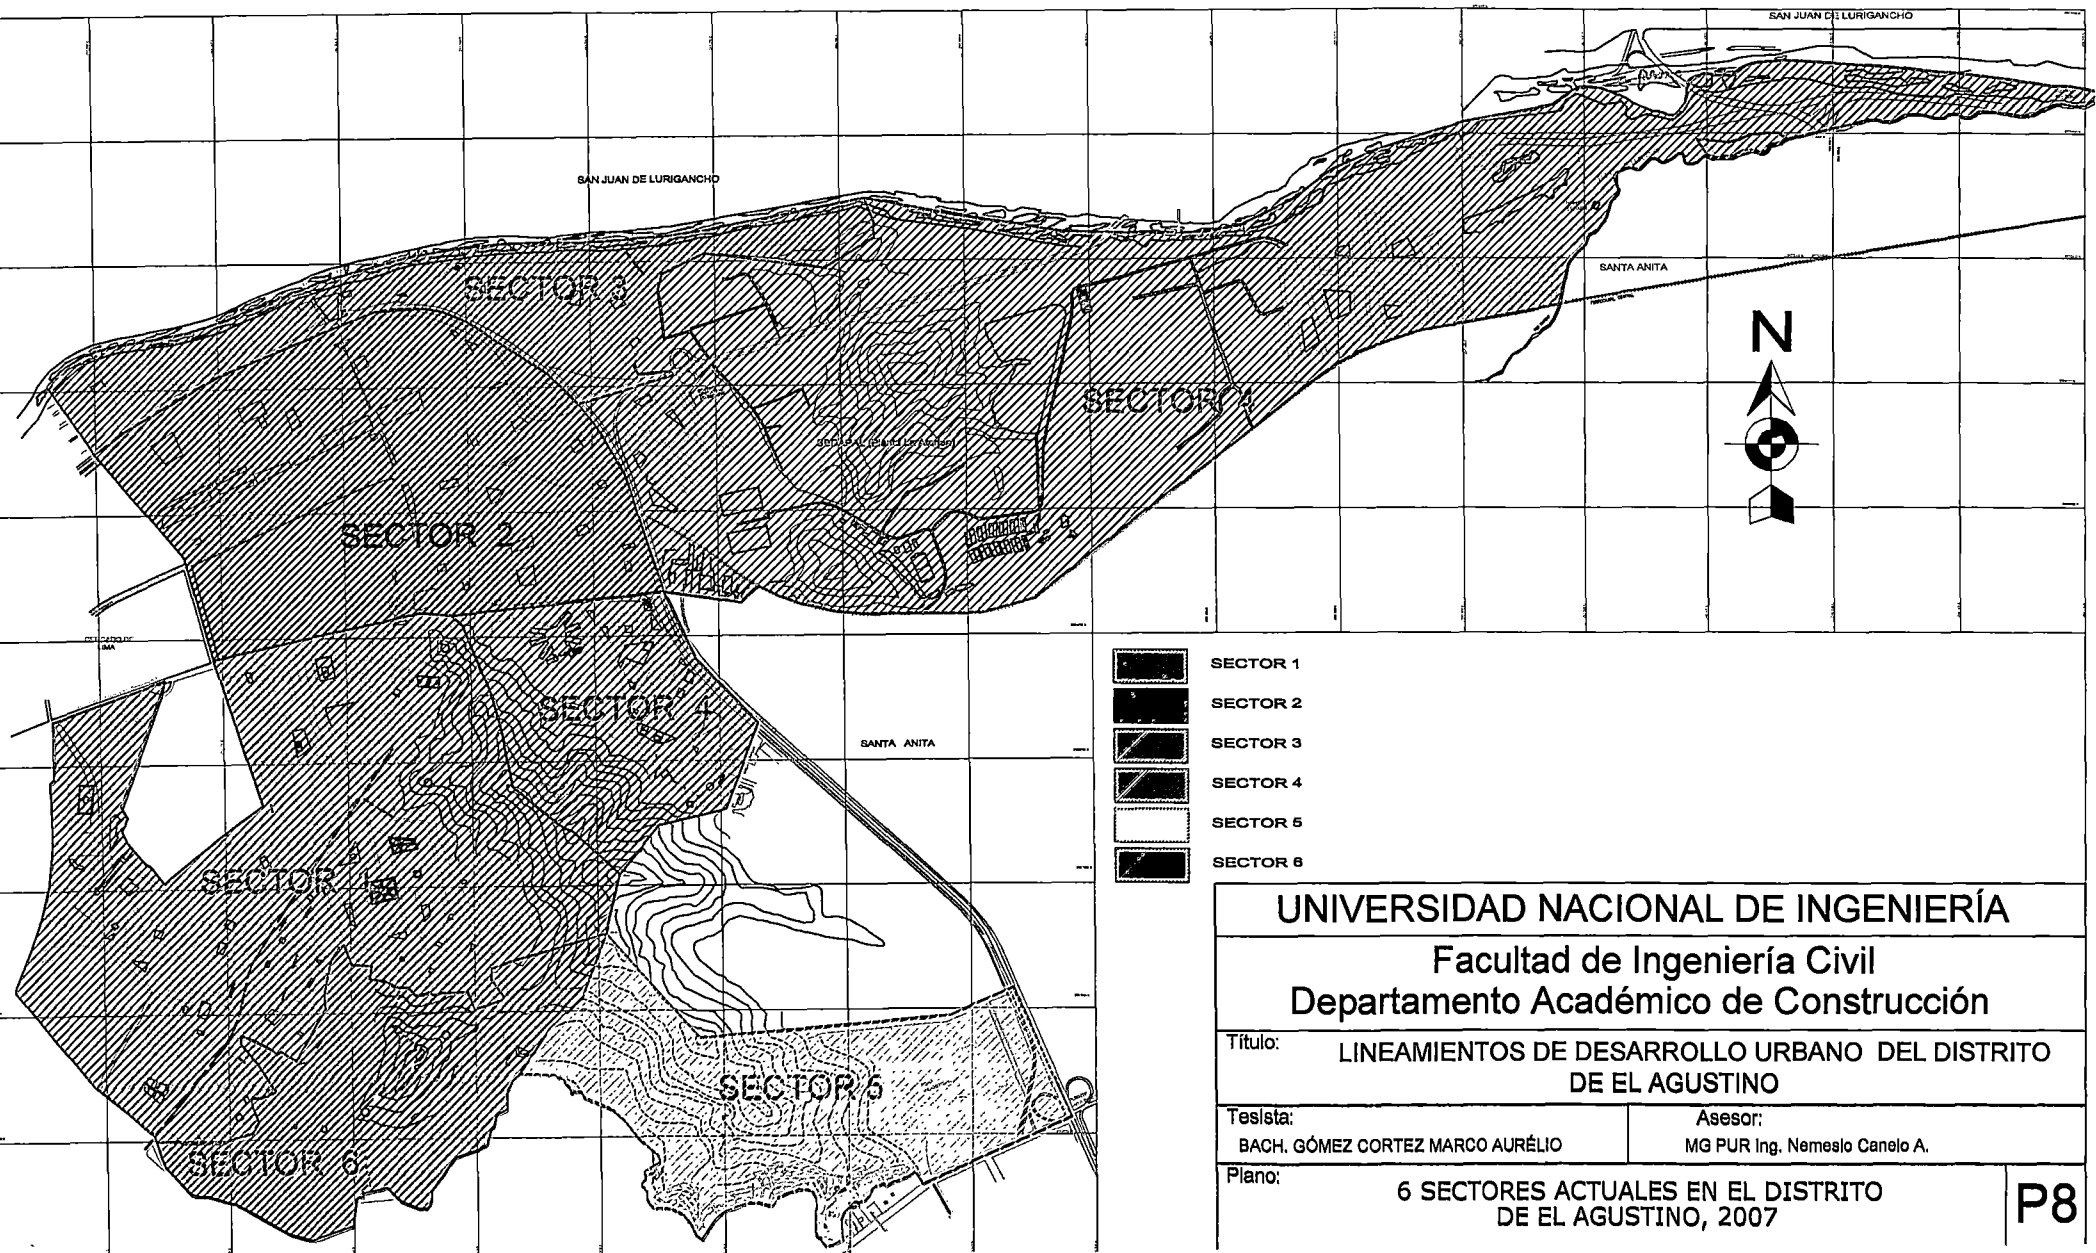 SAN JUAN DE LURIGANCHO
SAN JUAN DE LURIGANCHO
SECTOR 3
SANTA ANITA
N
SECTOR
SECTOR 2
LIMA
SECTOR 4
SANTA ANITA
SECTOR 1
SECTOR 5
SECTOR 6
SECTOR 1
SECTOR 2
SECTOR 3
SECTOR 4
SECTOR 5
SECTOR 6
UNIVERSIDAD NACIONAL DE INGENIERÍA
Facultad de Ingeniería Civil
Departamento Académico de Construcción
Título:
LINEAMIENTOS DE DESARROLLO URBANO DEL DISTRITO
DE EL AGUSTINO
Tesista:
BACH. GÓMEZ CORTEZ MARCO AURÉLIO
Asesor:
MG PUR Ing. Nemesio Canelo A.
Plano:
6 SECTORES ACTUALES EN EL DISTRITO
DE EL AGUSTINO, 2007
P8